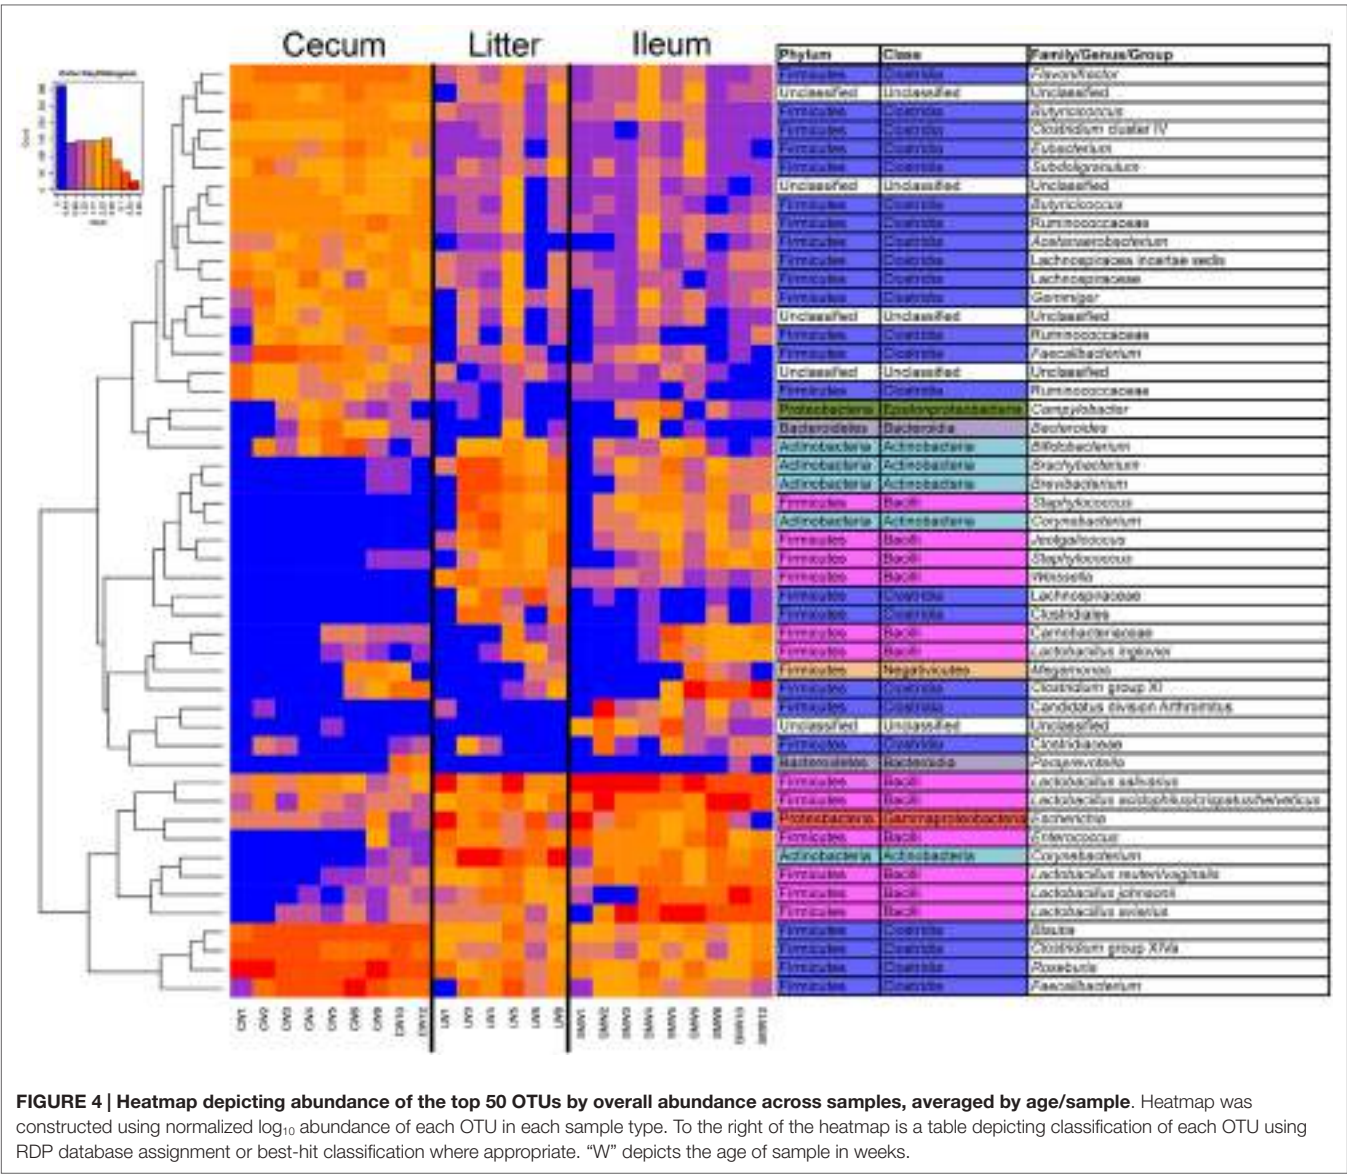 Cecum Litter Ileum
Phylum Class Family/Genus/Group
Firmicutes Clostridia Flavonifractor
Unclassified Unclassified Unclassified
Firmicutes Clostridia Butyricicoccus
Firmicutes Clostridia Clostridium cluster IV
Firmicutes Clostridia Eubacterium
Firmicutes Clostridia Subdoligranulum
Unclassified Unclassified Unclassified
Firmicutes Clostridia Butyricicoccus
Firmicutes Clostridia Ruminococcaceae
Firmicutes Clostridia Acetanaerobacterium
Firmicutes Clostridia Lachnospiracea incertae sedis
Firmicutes Clostridia Lachnospiraceae
Firmicutes Clostridia Gemmiger
Unclassified Unclassified Unclassified
Firmicutes Clostridia Ruminococcaceae
Firmicutes Clostridia Faecalibacterium
Unclassified Unclassified Unclassified
Firmicutes Clostridia Ruminococcaceae
Proteobacteria Epsilonproteobacteria Campylobacter
Bacteroidetes Bacteroidia Bacteroides
Actinobacteria Actinobacteria Bifidobacterium
Actinobacteria Actinobacteria Brachybacterium
Actinobacteria Actinobacteria Brevibacterium
Firmicutes Bacilli Staphylococcus
Actinobacteria Actinobacteria Corynebacterium
Firmicutes Bacilli Jeotgalicoccus
Firmicutes Bacilli Staphylococcus
Firmicutes Bacilli Weissella
Firmicutes Clostridia Lachnospiraceae
Firmicutes Clostridia Clostridiales
Firmicutes Bacilli Carnobacteriaceae
Firmicutes Bacilli Lactobacillus ingluviei
Firmicutes Negativicutes Megamonas
Firmicutes Clostridia Clostridium group XI
Firmicutes Clostridia Candidatus division Arthromitus
Unclassified Unclassified Unclassified
Firmicutes Clostridia Clostridiaceae
Bacteroidetes Bacteroidia Paraprevotella
Firmicutes Bacilli Lactobacillus salivarius
Firmicutes Bacilli Lactobacillus acidophilus/crispatus/helveticus
Proteobacteria Gammaproteobacteria Escherichia
Firmicutes Bacilli Enterococcus
Actinobacteria Actinobacteria Corynebacterium
Firmicutes Bacilli Lactobacillus reuteri/vaginalis
Firmicutes Bacilli Lactobacillus johnsonii
Firmicutes Bacilli Lactobacillus aviarius
Firmicutes Clostridia Blautia
Firmicutes Clostridia Clostridium group XIVa
Firmicutes Clostridia Roseburia
Firmicutes Clostridia Faecalibacterium
FIGURE 4 | Heatmap depicting abundance of the top 50 OTUs by overall abundance across samples, averaged by age/sample. Heatmap was
constructed using normalized log10 abundance of each OTU in each sample type. To the right of the heatmap is a table depicting classification of each OTU using
RDP database assignment or best-hit classification where appropriate. “W” depicts the age of sample in weeks.